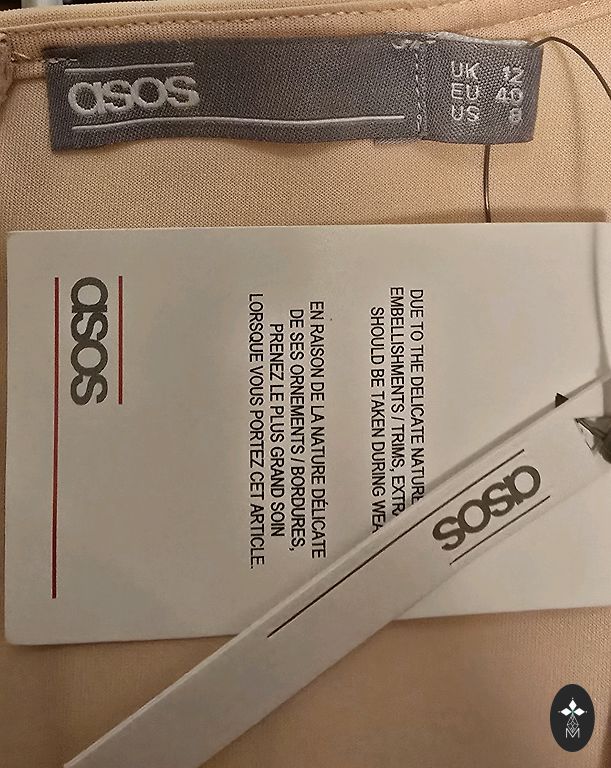 asos
UK 12
EU 40
US 8
asos
DUE TO THE DELICATE NATURE
EMBELLISHMENTS / TRIMS, EXTR
SHOULD BE TAKEN DURING WEA
EN RAISON DE LA NATURE DÉLICATE
DE SES ORNEMENTS / BORDURES,
PRENEZ LE PLUS GRAND SOIN
LORSQUE VOUS PORTEZ CET ARTICLE.
asos
M